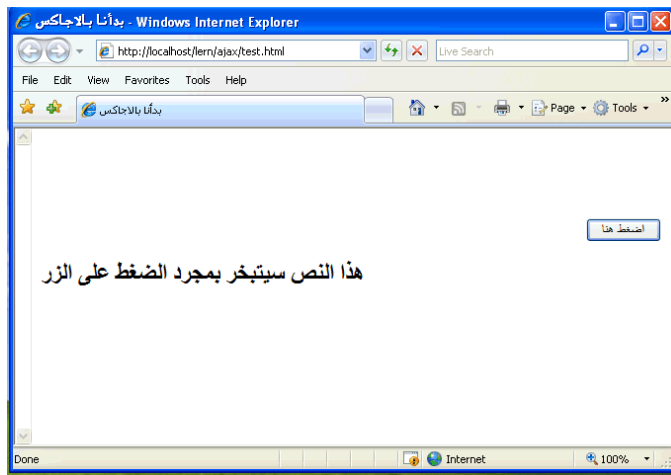 بدأنا بالاجاكس - Windows Internet Explorer
http://localhost/lern/ajax/test.html
Live Search
File Edit View Favorites Tools Help
بدأنا بالاجاكس
Page Tools »
اضغط هنا
هذا النص سيتبخر بمجرد الضغط على الزر
Done
Internet
100%